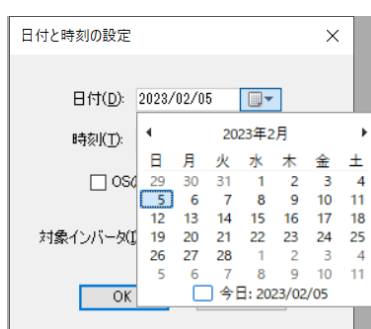 日付と時刻の設定
日付(D): 2023/02/05
時刻(T):
2023年2月
日 月 火 水 木 金 土
29 30 31 1 2 3 4
OSの
5 6 7 8 9 10 11
12 13 14 15 16 17 18
対象インバータ(I
19 20 21 22 23 24 25
26 27 28 1 2 3 4
5 6 7 8 9 10 11
今日: 2023/02/05
OK